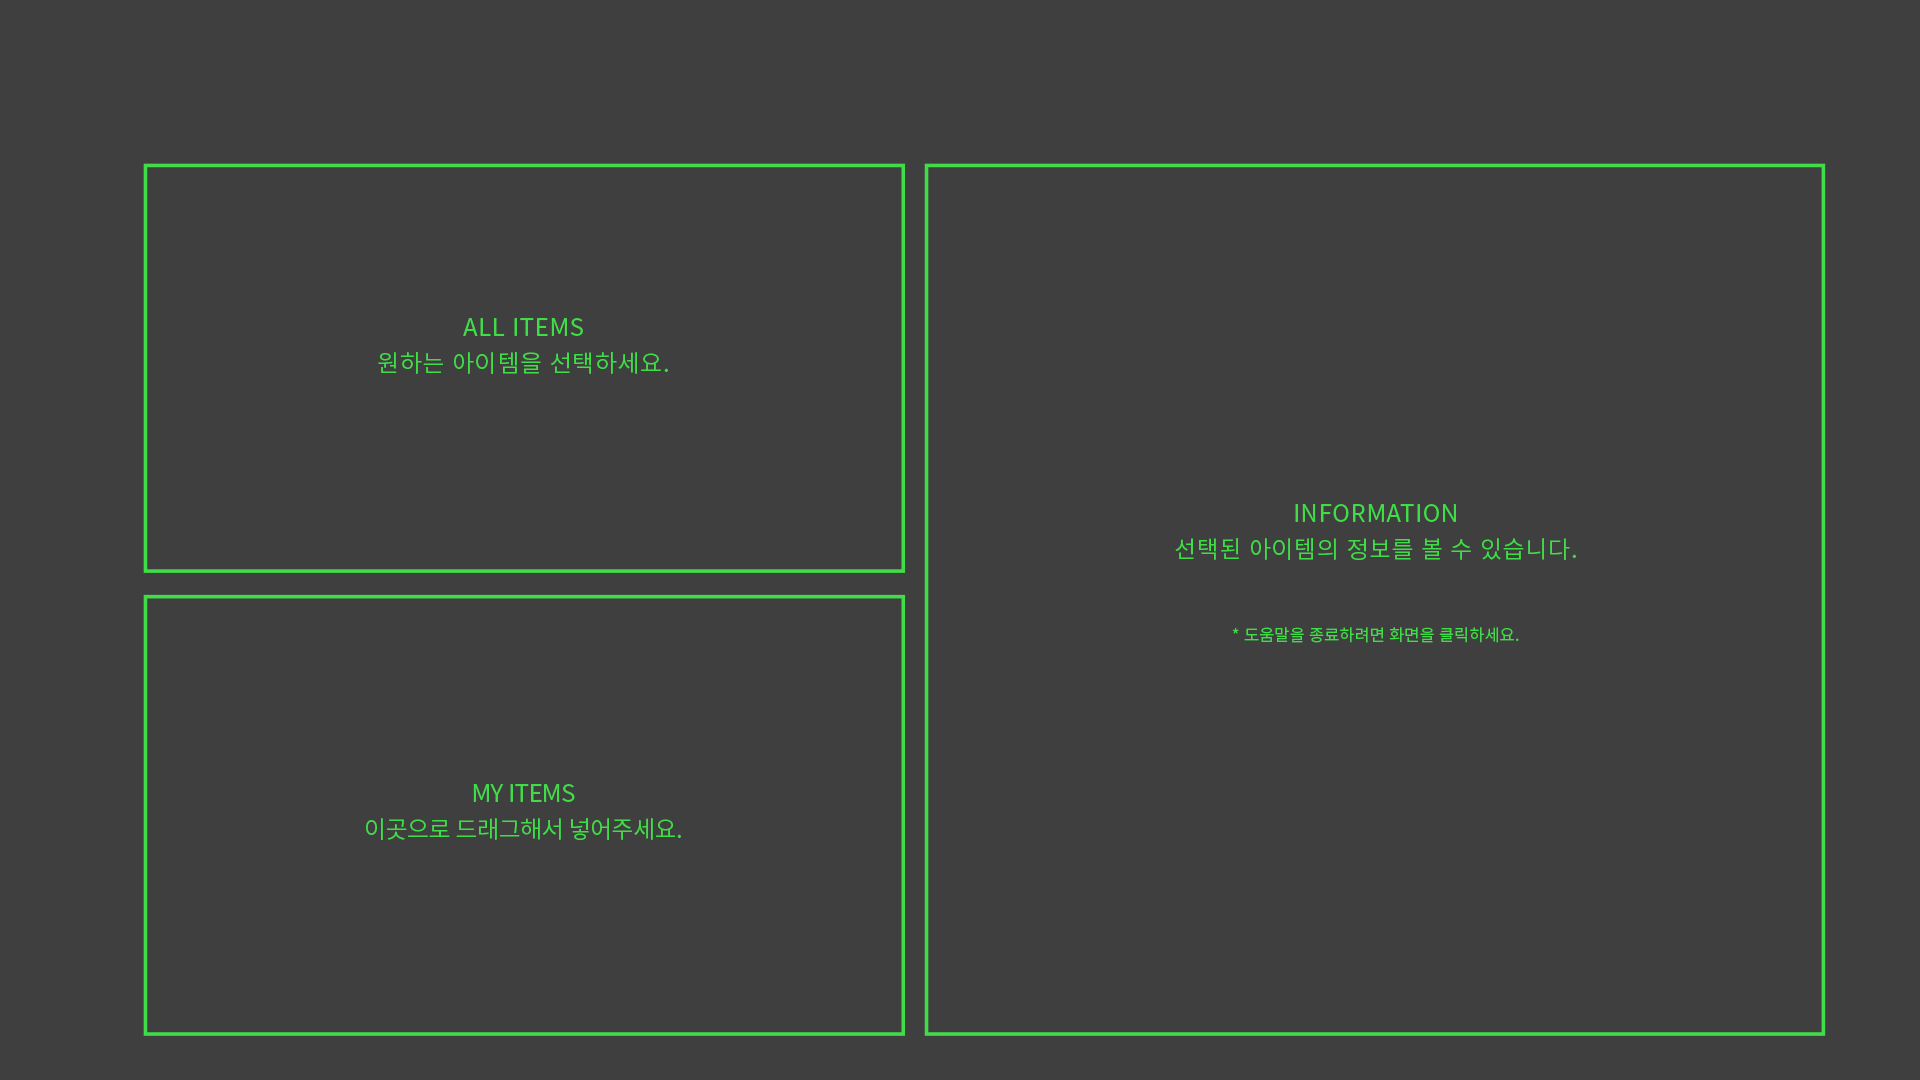 ALL ITEMS
원하는 아이템을 선택하세요.
MY ITEMS
이곳으로 드래그해서 넣어주세요.
INFORMATION
선택된 아이템의 정보를 볼 수 있습니다.
* 도움말을 종료하려면 화면을 클릭하세요.